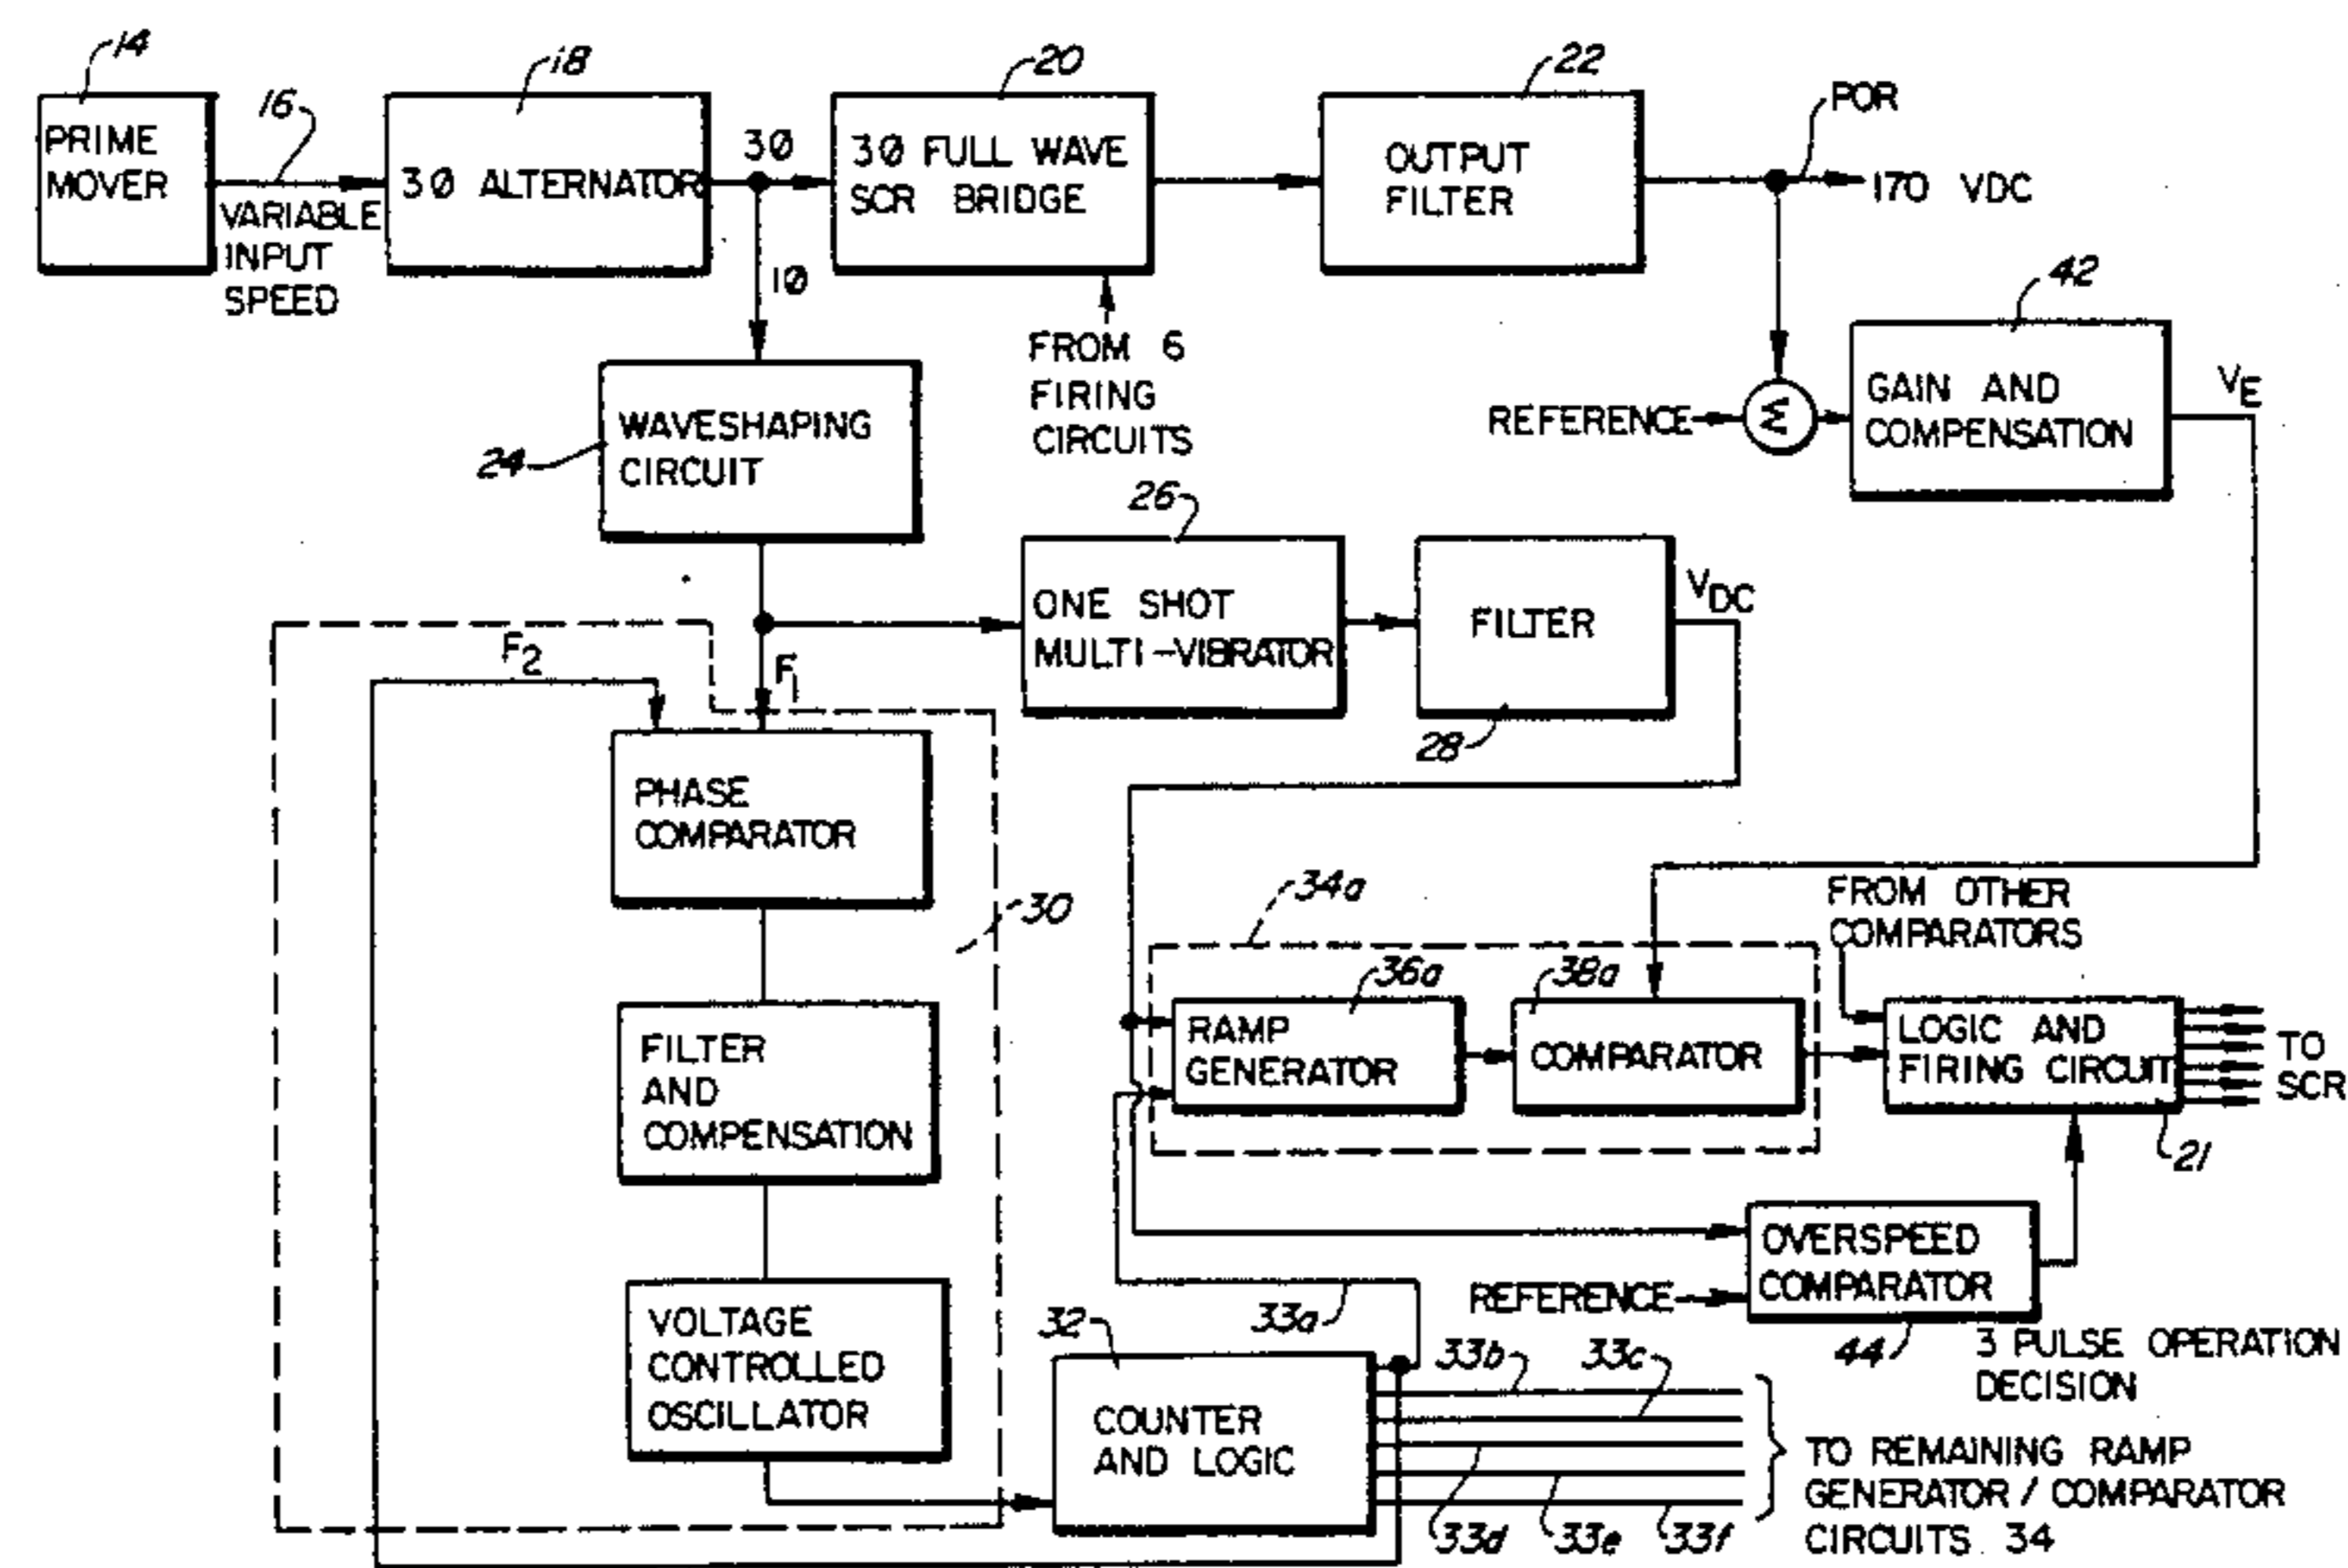 14
PRIME
MOVER
16
VARIABLE
INPUT
SPEED
18
3Ø ALTERNATOR
3Ø
1Ø
20
3Ø FULL WAVE
SCR BRIDGE
FROM 6
FIRING
CIRCUITS
22
OUTPUT
FILTER
POR
170 VDC
REFERENCE
Σ
42
GAIN AND
COMPENSATION
VE
24
WAVESHAPING
CIRCUIT
26
ONE SHOT
MULTI-VIBRATOR
FILTER
28
VDC
F2
F1
PHASE
COMPARATOR
30
FILTER
AND
COMPENSATION
VOLTAGE
CONTROLLED
OSCILLATOR
34a
36a
RAMP
GENERATOR
38a
COMPARATOR
FROM OTHER
COMPARATORS
LOGIC AND
FIRING CIRCUIT
21
TO
SCR
OVERSPEED
COMPARATOR
REFERENCE
44
3 PULSE OPERATION
DECISION
32
COUNTER
AND LOGIC
33a
33b
33c
33d
33e
33f
TO REMAINING RAMP
GENERATOR / COMPARATOR
CIRCUITS 34